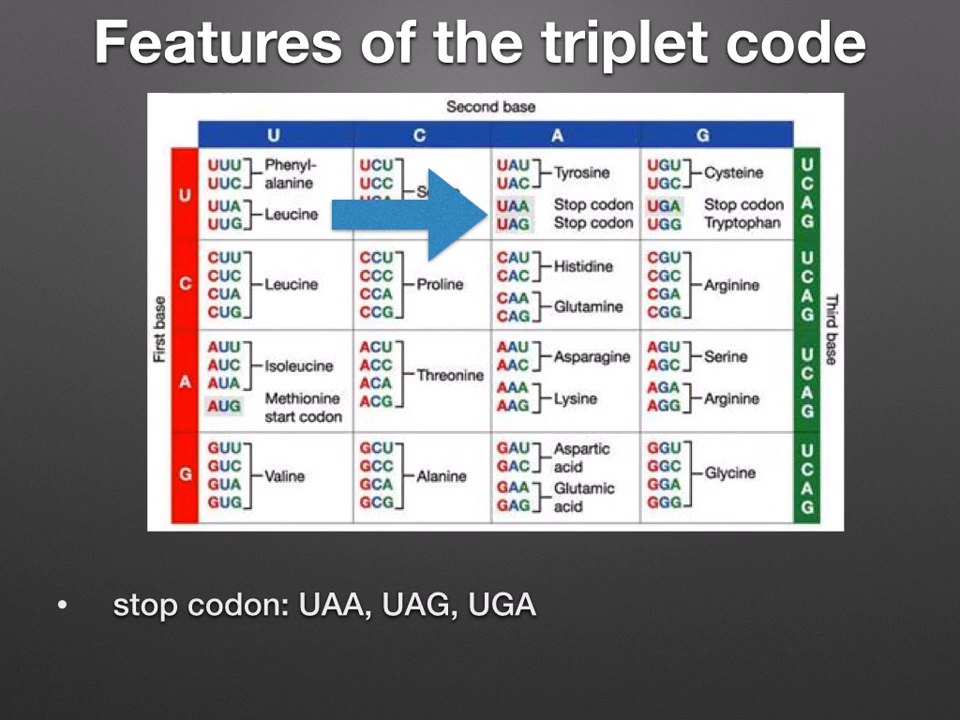 Features of the triplet code
Second base
U C A G
First base
U
UUU
UUC
Phenyl-
alanine
UUA
UUG
Leucine
UCU
UCC
UAU
UAC
Tyrosine
UAA Stop codon
UAG Stop codon
UGU
UGC
Cysteine
UGA Stop codon
UGG Tryptophan
U
C
A
G
C
CUU
CUC
CUA
CUG
Leucine
CCU
CCC
CCA
CCG
Proline
CAU
CAC
Histidine
CAA
CAG
Glutamine
CGU
CGC
CGA
CGG
Arginine
U
C
A
G
Third base
A
AUU
AUC
AUA
Isoleucine
AUG
Methionine
start codon
ACU
ACC
ACA
ACG
Threonine
AAU
AAC
Asparagine
AAA
AAG
Lysine
AGU
AGC
Serine
AGA
AGG
Arginine
U
C
A
G
G
GUU
GUC
GUA
GUG
Valine
GCU
GCC
GCA
GCG
Alanine
GAU
GAC
Aspartic
acid
GAA
GAG
Glutamic
acid
GGU
GGC
GGA
GGG
Glycine
U
C
A
G
• stop codon: UAA, UAG, UGA